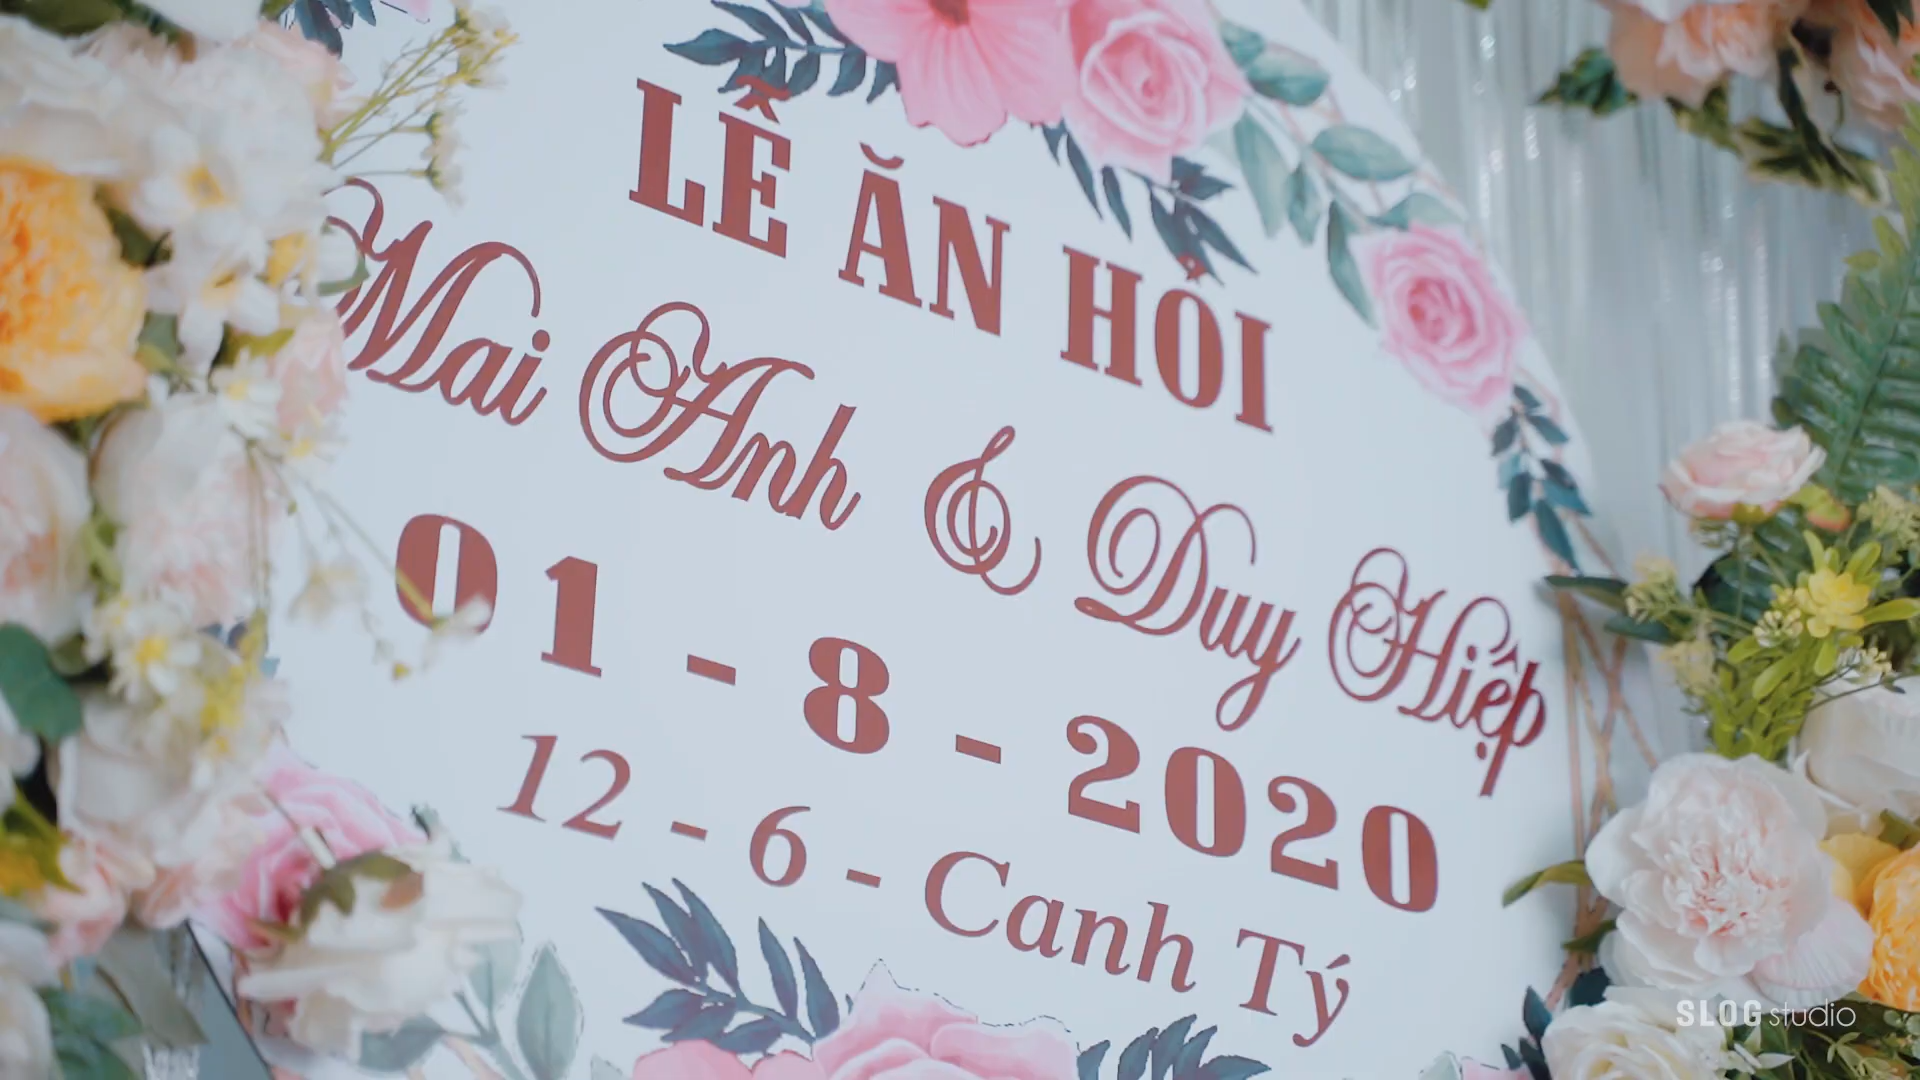 LỄ ĂN HỎI
Mai Anh & Duy Hiệp
01 - 8 - 2020
12 - 6 - Canh Tý
SLOG studio